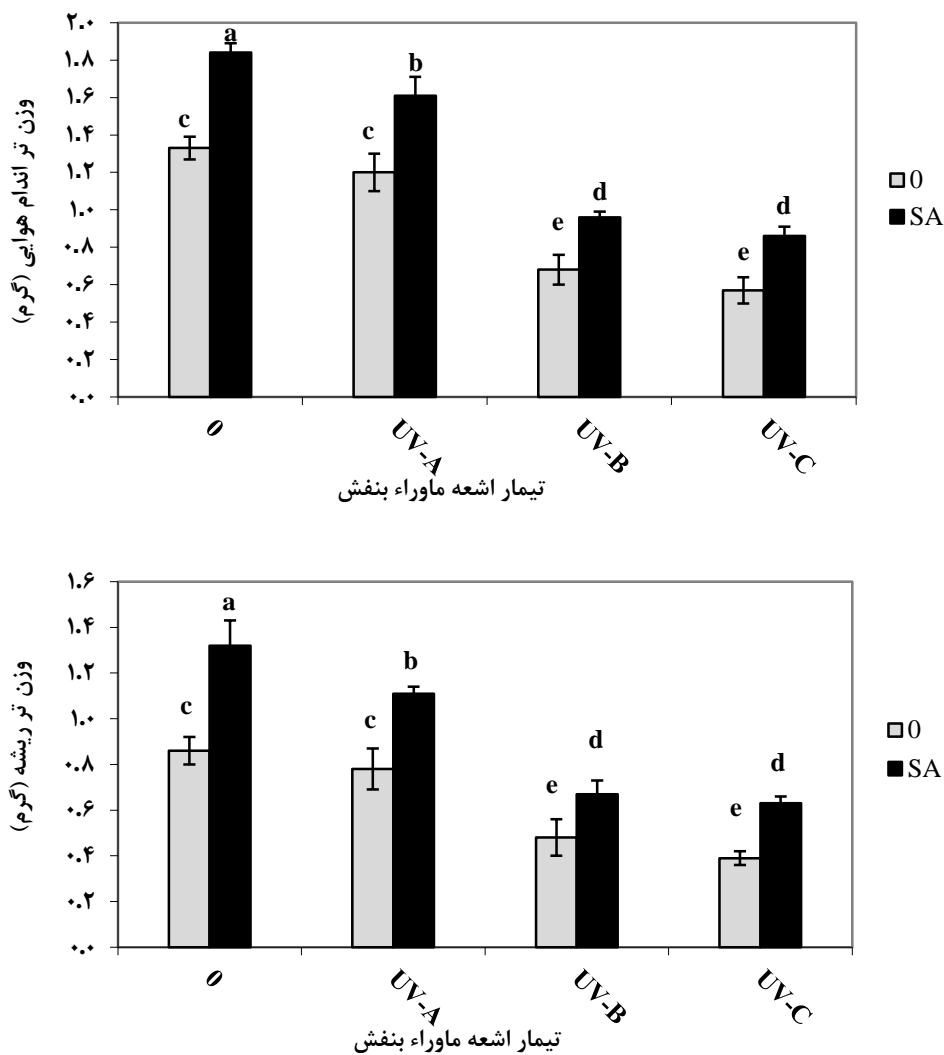 وزن تر اندام هوایی (گرم)
۲.۰
۱.۸
۱.۶
۱.۴
۱.۲
۱.۰
۰.۸
۰.۶
۰.۴
۰.۲
۰.۰
c
a
c
b
e
d
e
d
0
UV-A
UV-B
UV-C
تیمار اشعه ماوراء بنفش
0
SA
وزن تر ریشه (گرم)
۱.۶
۱.۴
۱.۲
۱.۰
۰.۸
۰.۶
۰.۴
۰.۲
۰.۰
c
a
c
b
e
d
e
d
0
UV-A
UV-B
UV-C
تیمار اشعه ماوراء بنفش
0
SA